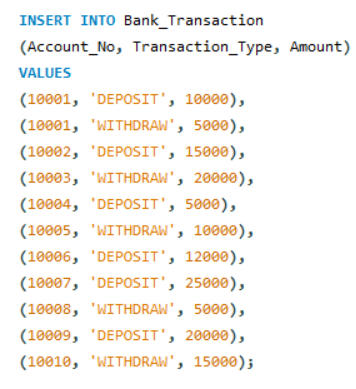 INSERT INTO Bank_Transaction
(Account_No, Transaction_Type, Amount)
VALUES
(10001, 'DEPOSIT', 10000),
(10001, 'WITHDRAW', 5000),
(10002, 'DEPOSIT', 15000),
(10003, 'WITHDRAW', 20000),
(10004, 'DEPOSIT', 5000),
(10005, 'WITHDRAW', 10000),
(10006, 'DEPOSIT', 12000),
(10007, 'DEPOSIT', 25000),
(10008, 'WITHDRAW', 5000),
(10009, 'DEPOSIT', 20000),
(10010, 'WITHDRAW', 15000);